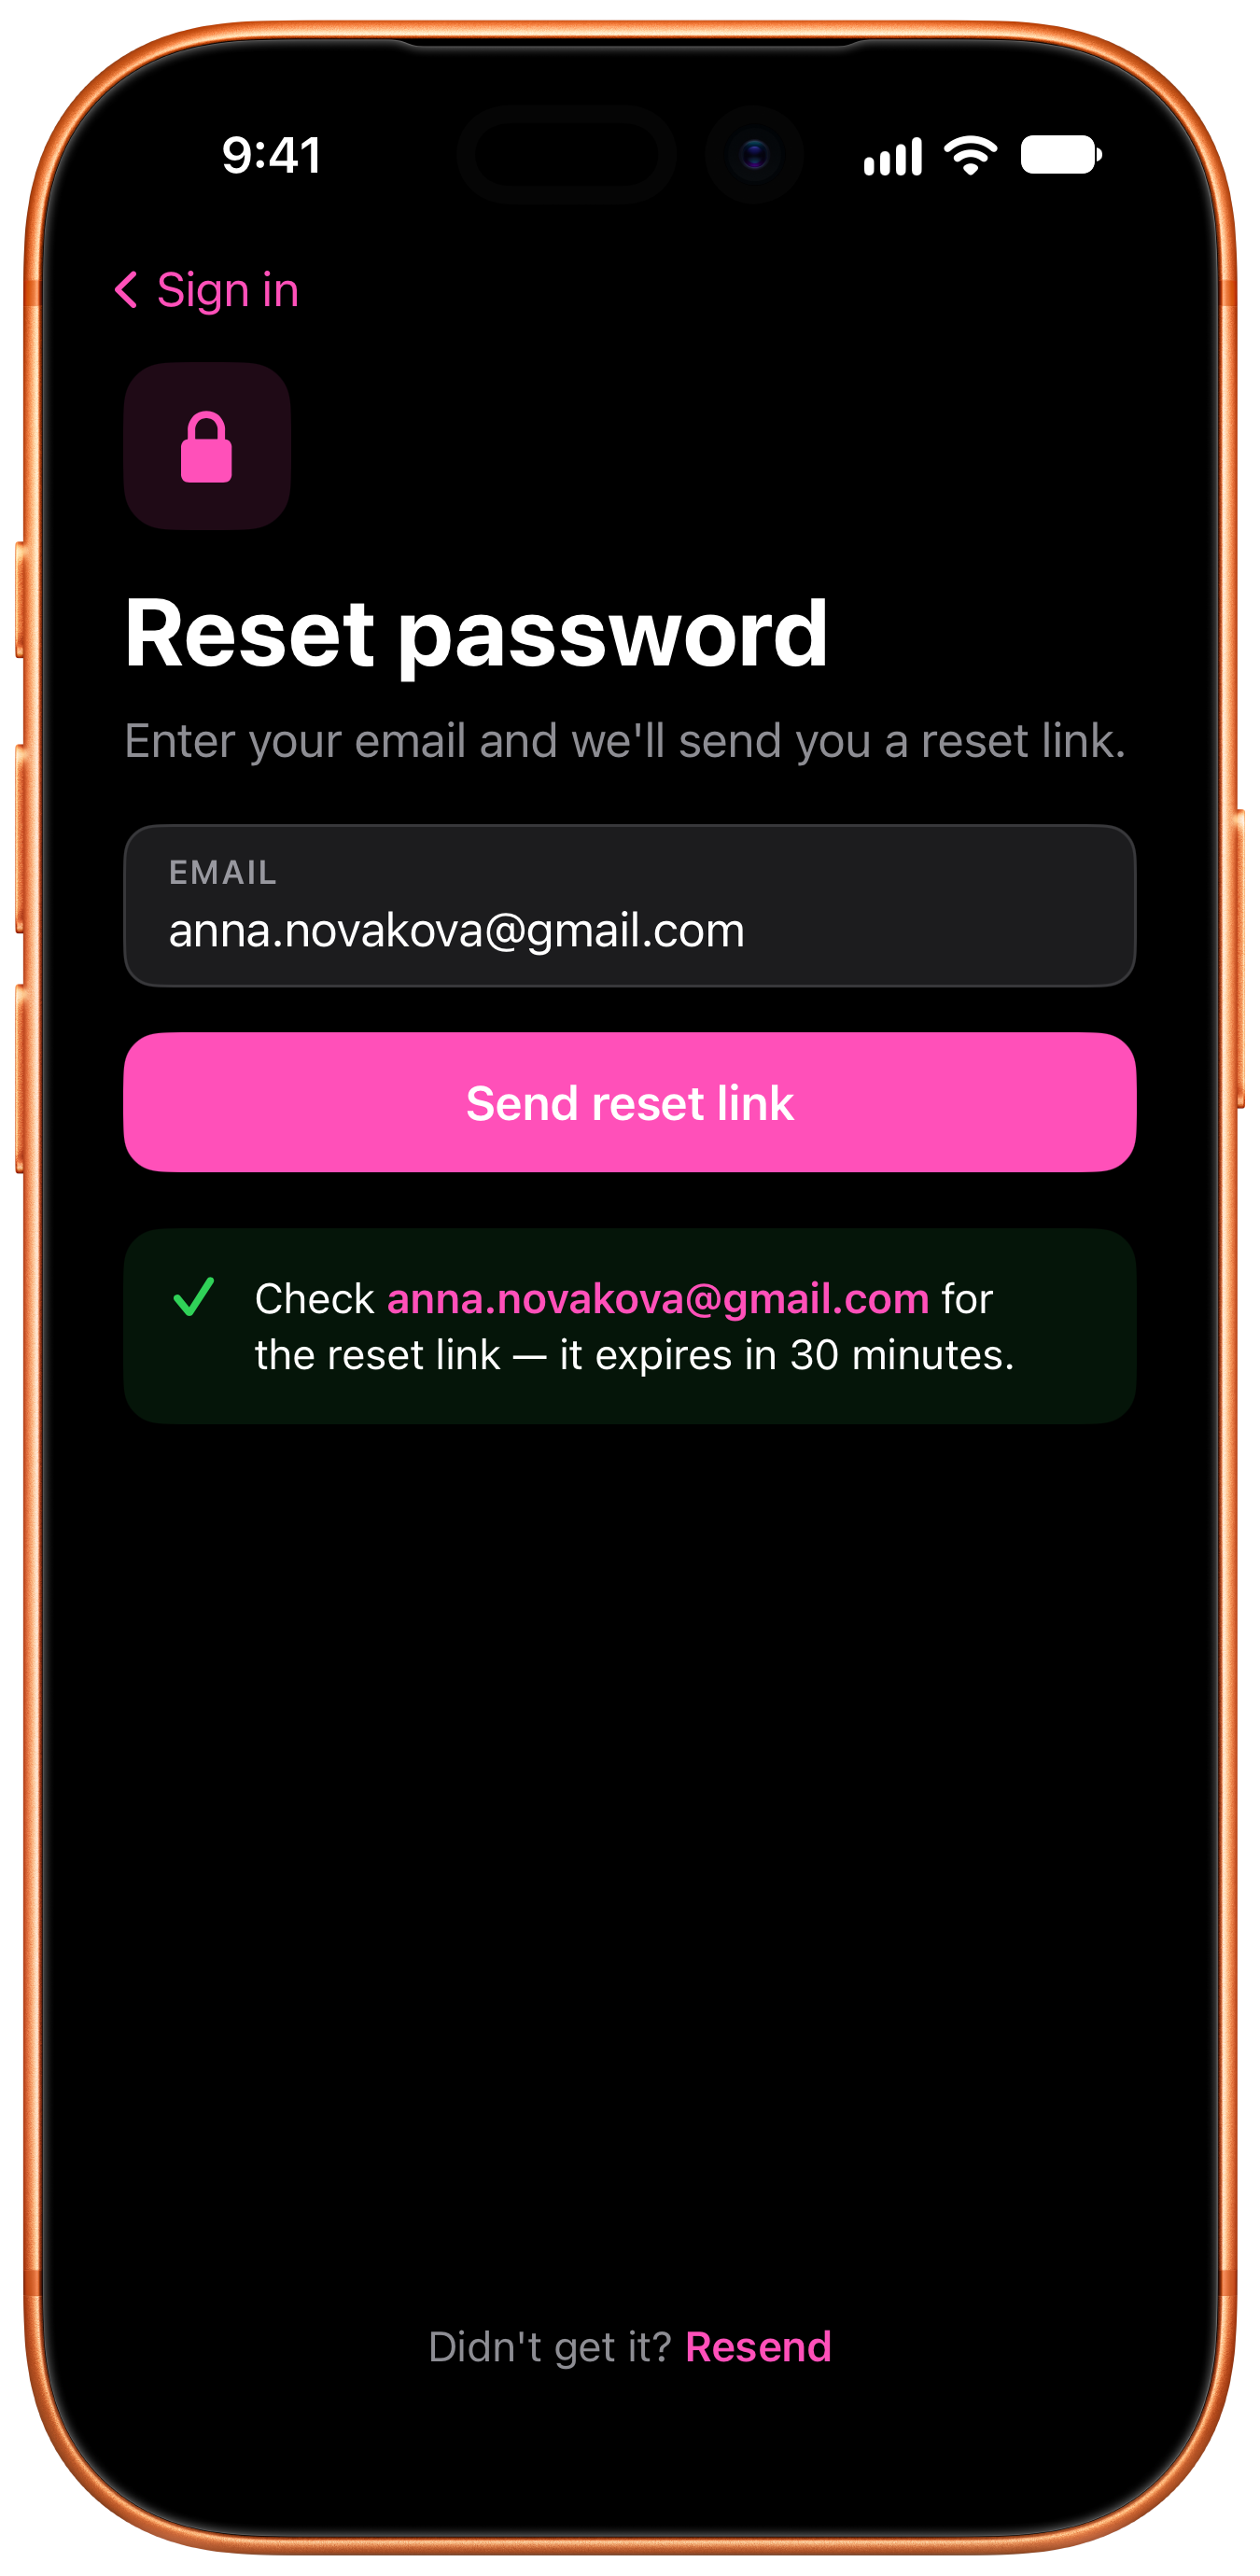 9:41
Sign in
Reset password
Enter your email and we'll send you a reset link.
EMAIL
anna.novakova@gmail.com
Send reset link
Check anna.novakova@gmail.com for
the reset link — it expires in 30 minutes.
Didn't get it? Resend